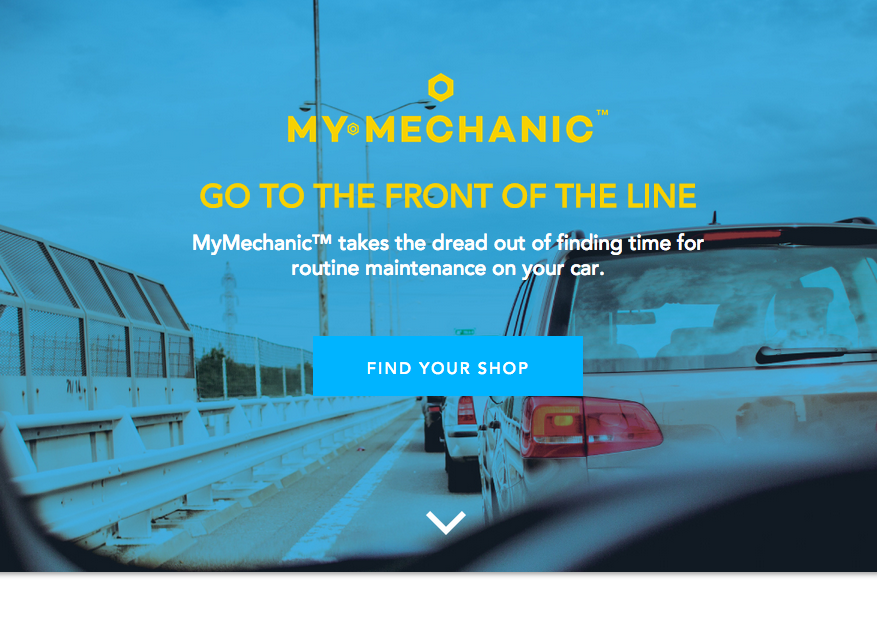 MY MECHANIC™
GO TO THE FRONT OF THE LINE
MyMechanic™ takes the dread out of finding time for
routine maintenance on your car.
FIND YOUR SHOP